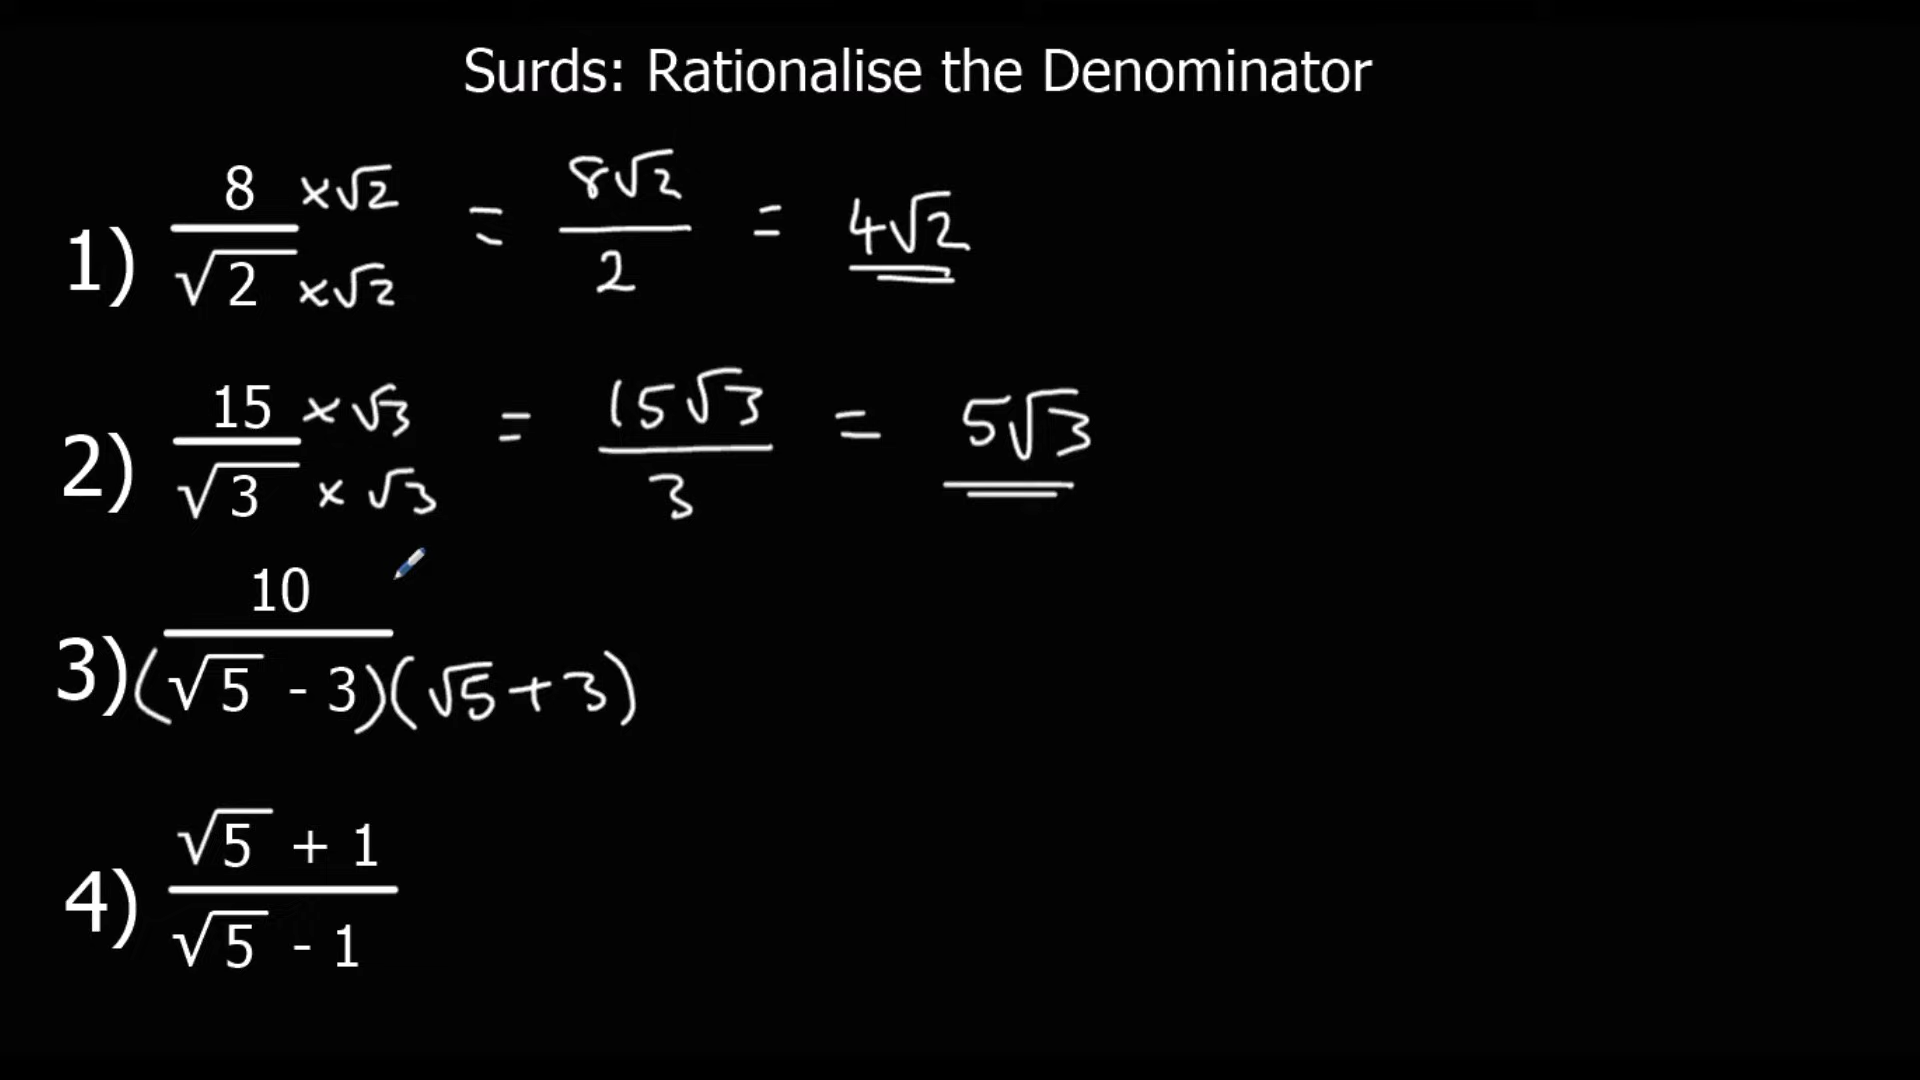 Surds: Rationalise the Denominator
1) 8/√2 ×√2/×√2 = 8√2/2 = 4√2
2) 15/√3 ×√3/×√3 = 15√3/3 = 5√3
3) 10/(√5 - 3)(√5+3)
4) √5 + 1/√5 - 1